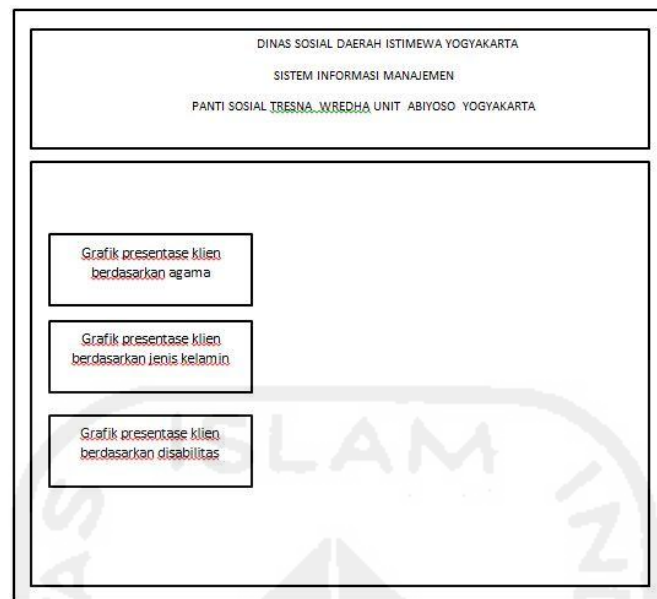 DINAS SOSIAL DAERAH ISTIMEWA YOGYAKARTA
SISTEM INFORMASI MANAJEMEN
PANTI SOSIAL TRESNA WREDHA UNIT ABIYOSO YOGYAKARTA
Grafik presentase klien
berdasarkan agama
Grafik presentase klien
berdasarkan jenis kelamin
Grafik presentase klien
berdasarkan disabilitas
ISLAM